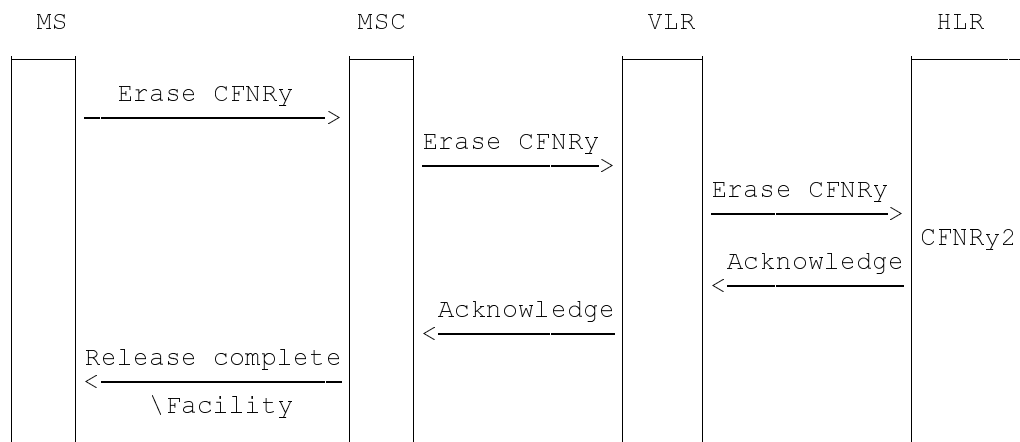 MS MSC VLR HLR
Erase CFNRy
Erase CFNRy
Erase CFNRy
CFNRy2
Acknowledge
Acknowledge
Release complete
\Facility